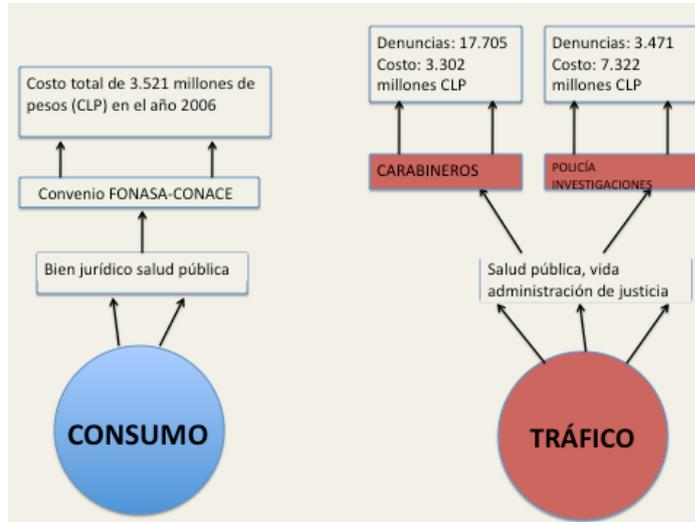 Costo total de 3.521 millones de
pesos (CLP) en el año 2006
Convenio FONASA-CONACE
Bien jurídico salud pública
CONSUMO
Denuncias: 17.705
Costo: 3.302
millones CLP
Denuncias: 3.471
Costo: 7.322
millones CLP
CARABINEROS
POLICÍA
INVESTIGACIONES
Salud pública, vida
administración de justicia
TRÁFICO